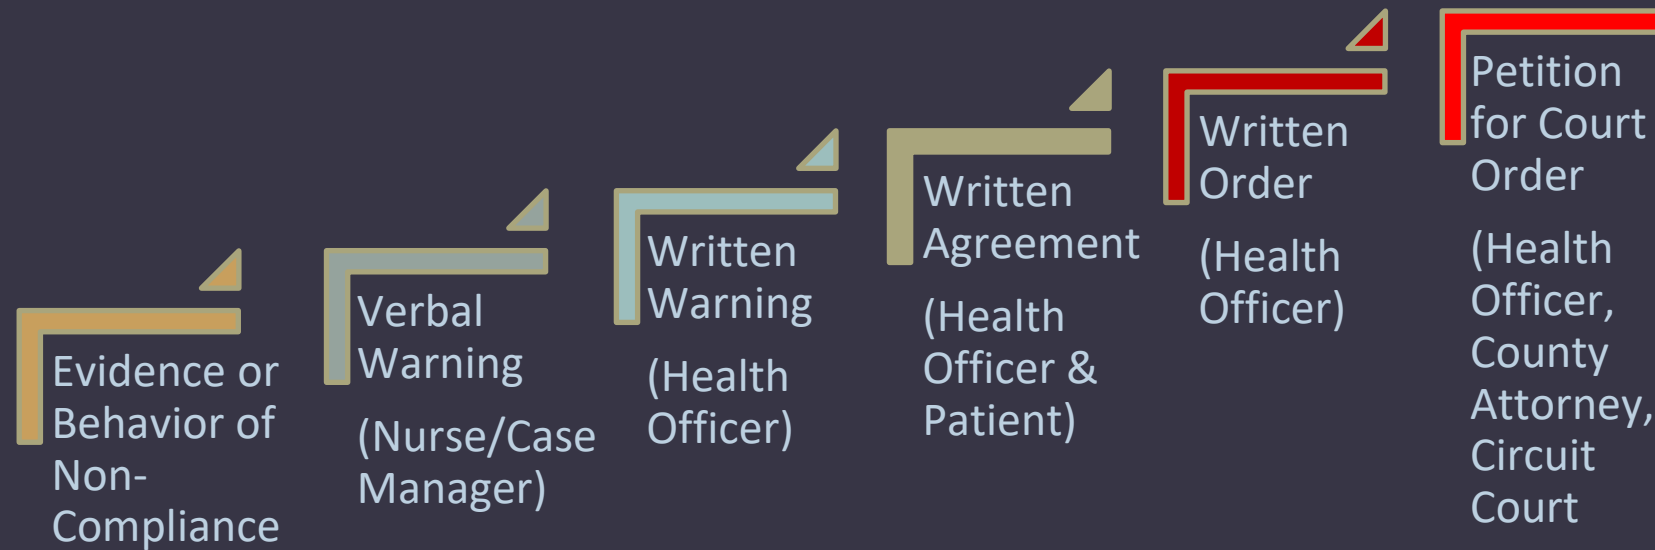 Evidence or
Behavior of
Non-
Compliance
Verbal
Warning
(Nurse/Case
Manager)
Written
Warning
(Health
Officer)
Written
Agreement
(Health
Officer &
Patient)
Written
Order
(Health
Officer)
Petition
for Court
Order
(Health
Officer,
County
Attorney,
Circuit
Court